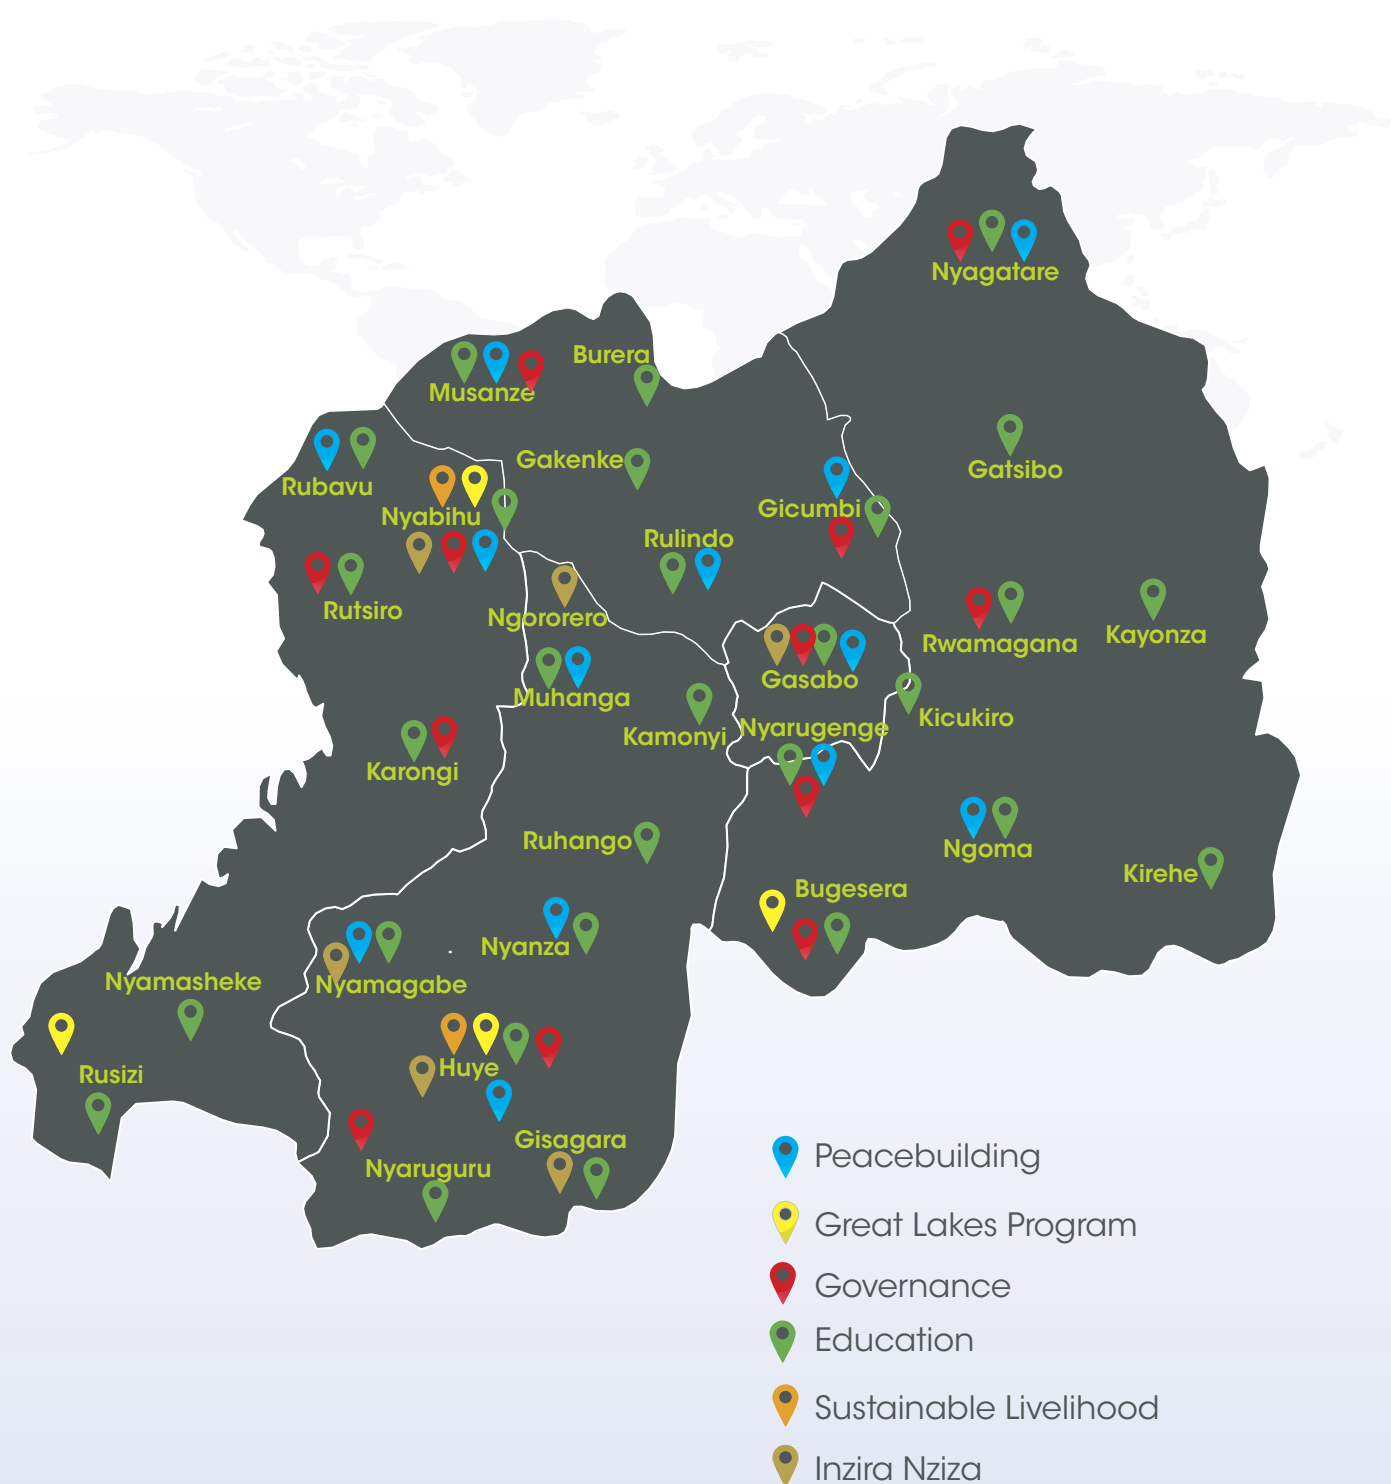 Nyagatare
Burera
Musanze
Gakenke
Gatsibo
Rubavu
Nyabihu
Gicumbi
Rulindo
Rutsiro
Ngororero
Rwamagana
Kayonza
Gasabo
Muhanga
Kicukiro
Kamonyi
Nyarugenge
Karongi
Ruhango
Ngoma
Kirehe
Bugesera
Nyanza
Nyamasheke
Nyamagabe
Rusizi
Huye
Gisagara
Nyaruguru
Peacebuilding
Great Lakes Program
Governance
Education
Sustainable Livelihood
Inzira Nziza